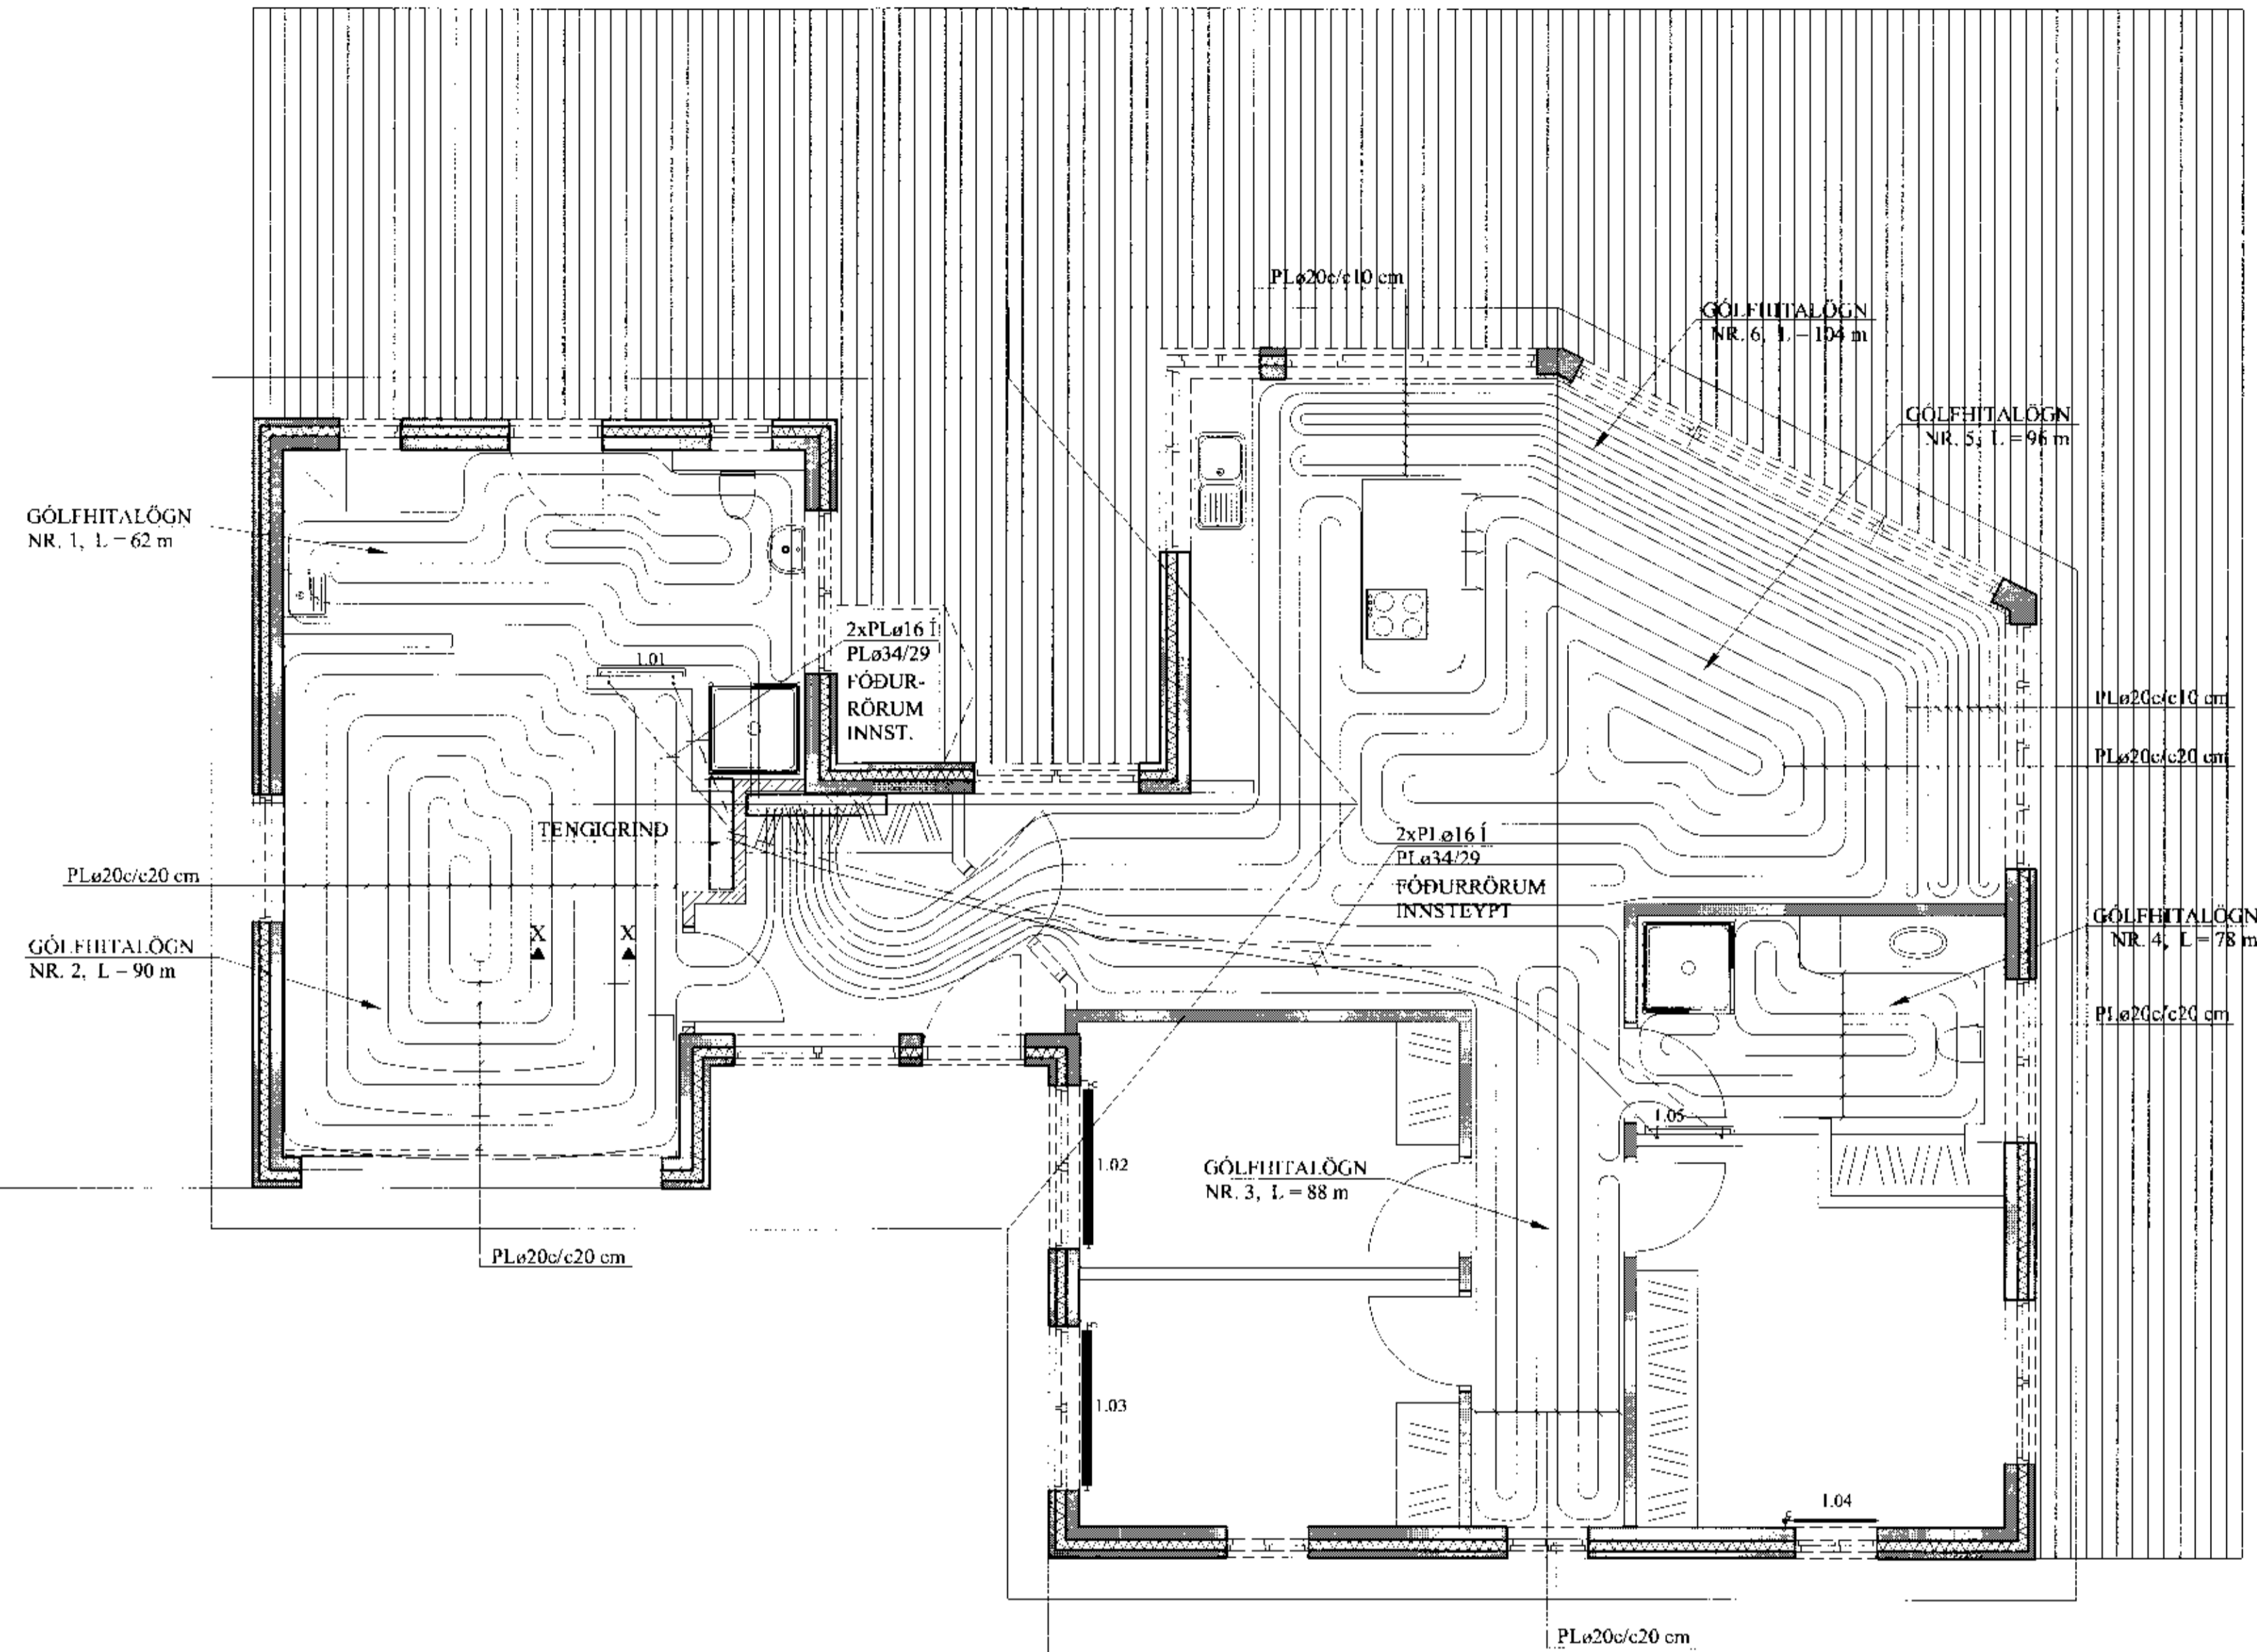 PLø20c/c10 cm
GÓLFHITALÖGN
NR. 6, L = 104 m
GÓLFHITALÖGN
NR. 5, L = 96 m
GÓLFHITALÖGN
NR. 1, L = 62 m
2xPLø16 Í
PLø34/29
FÓÐUR-
RÖRUM
INNST.
1.01
PLø20c/c10 cm
PLø20c/c20 cm
TENGIGRIND
2xPLø16 Í
PLø34/29
FÓÐURRÖRUM
INNSTEYPT
PLø20c/c20 cm
GÓLFHITALÖGN
NR. 4, L = 78 m
X X
GÓLFHITALÖGN
NR. 2, L = 90 m
PLø20c/c20 cm
1.05
1.02
GÓLFHITALÖGN
NR. 3, L = 88 m
PLø20c/c20 cm
1.03
1.04
PLø20c/c20 cm